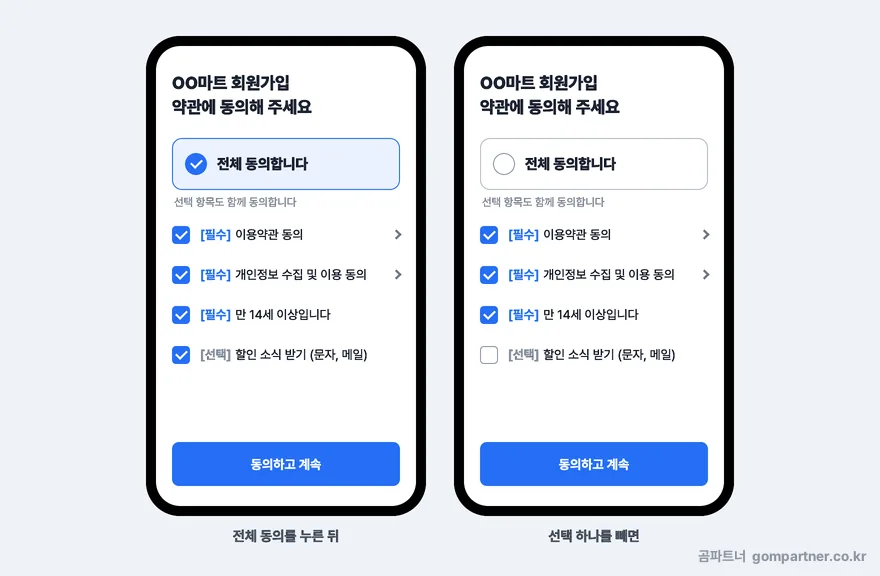 OO마트 회원가입
약관에 동의해 주세요
전체 동의합니다
선택 항목도 함께 동의합니다
[필수] 이용약관 동의
[필수] 개인정보 수집 및 이용 동의
[필수] 만 14세 이상입니다
[선택] 할인 소식 받기 (문자, 메일)
동의하고 계속
전체 동의를 누른 뒤
OO마트 회원가입
약관에 동의해 주세요
전체 동의합니다
선택 항목도 함께 동의합니다
[필수] 이용약관 동의
[필수] 개인정보 수집 및 이용 동의
[필수] 만 14세 이상입니다
[선택] 할인 소식 받기 (문자, 메일)
동의하고 계속
선택 하나를 빼면
곰파트너 gompartner.co.kr